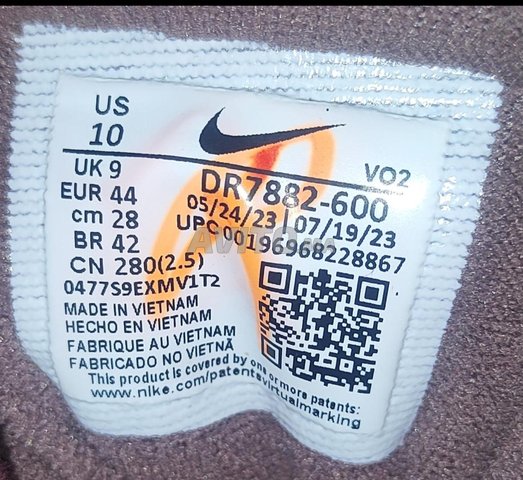 US
10
VO2
UK 9
EUR 44
cm 28
BR 42
CN 280(2.5)
DR7882-600
05/24/23 | 07/19/23
UPC 00196968228867
0477S9EXMV1T2
MADE IN VIETNAM
HECHO EN VIETNAM
FABRIQUE AU VIETNAM
FABRICADO NO VIETNÃ
This product is covered by one or more patents:
www.nike.com/patentsvirtualmarking